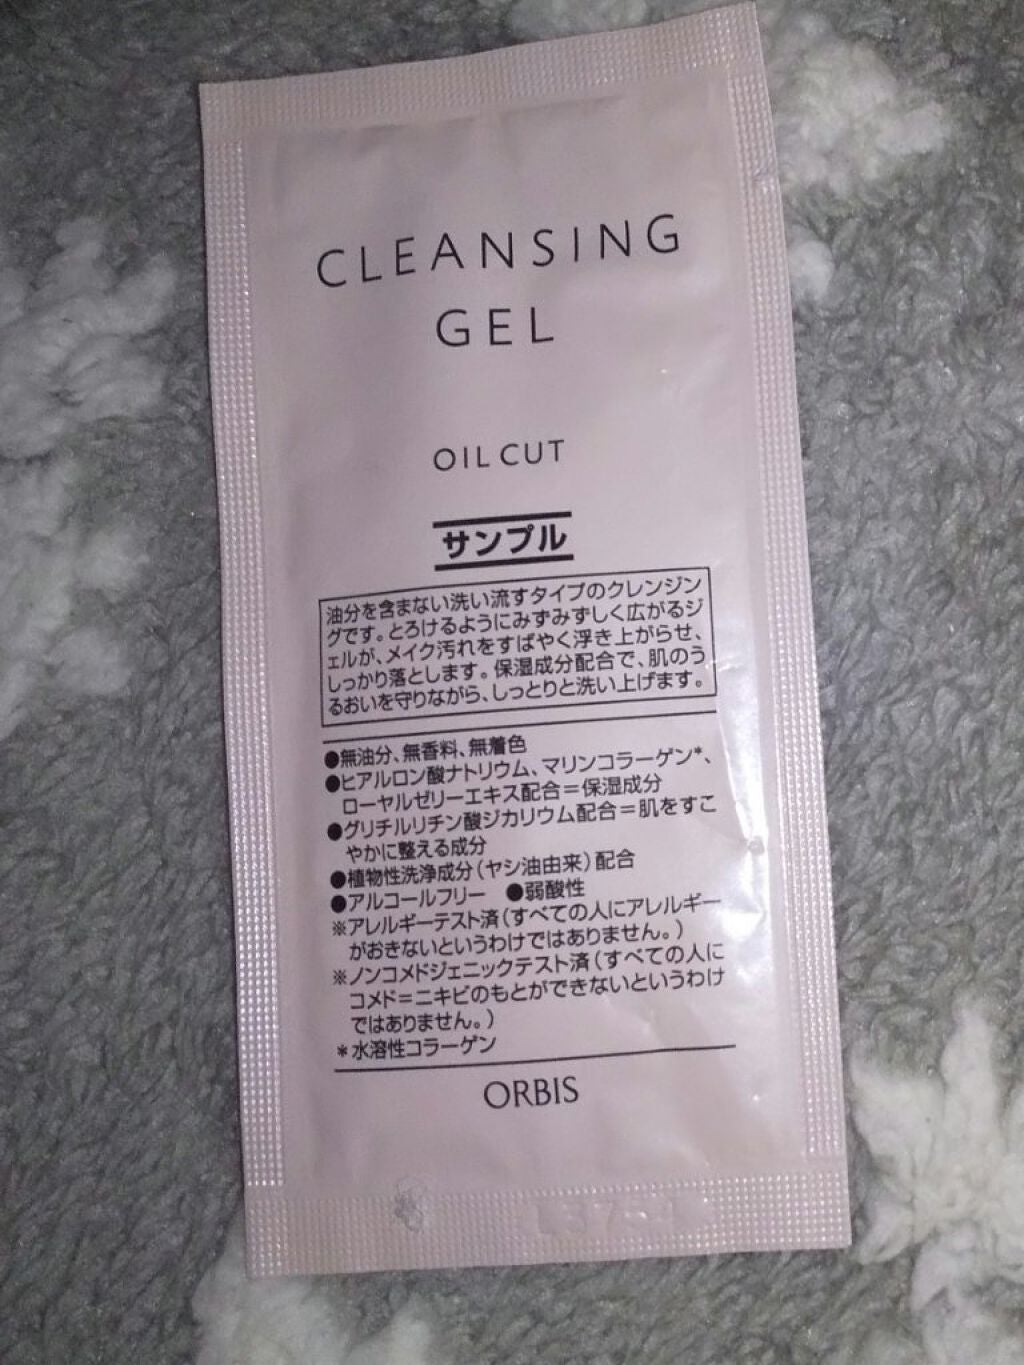 CLEANSING
GEL
OIL CUT
サンプル
油分を含まない洗い流すタイプのクレンジン
グです。とろけるようにみずみずしく広がるジ
ェルが、メイク汚れをすばやく浮き上がらせ、
しっかり落とします。保湿成分配合で、肌のう
るおいを守りながら、しっとりと洗い上げます。
●無油分、無香料、無着色
●ヒアルロン酸ナトリウム、マリンコラーゲン*、
ローヤルゼリーエキス配合=保湿成分
●グリチルリチン酸ジカリウム配合=肌をすこ
やかに整える成分
●植物性洗浄成分(ヤシ油由来)配合
●アルコールフリー ●弱酸性
※アレルギーテスト済(すべての人にアレルギー
がおきないというわけではありません。)
※ノンコメドジェニックテスト済(すべての人に
コメド=ニキビのもとができないというわけ
ではありません。)
*水溶性コラーゲン
ORBIS